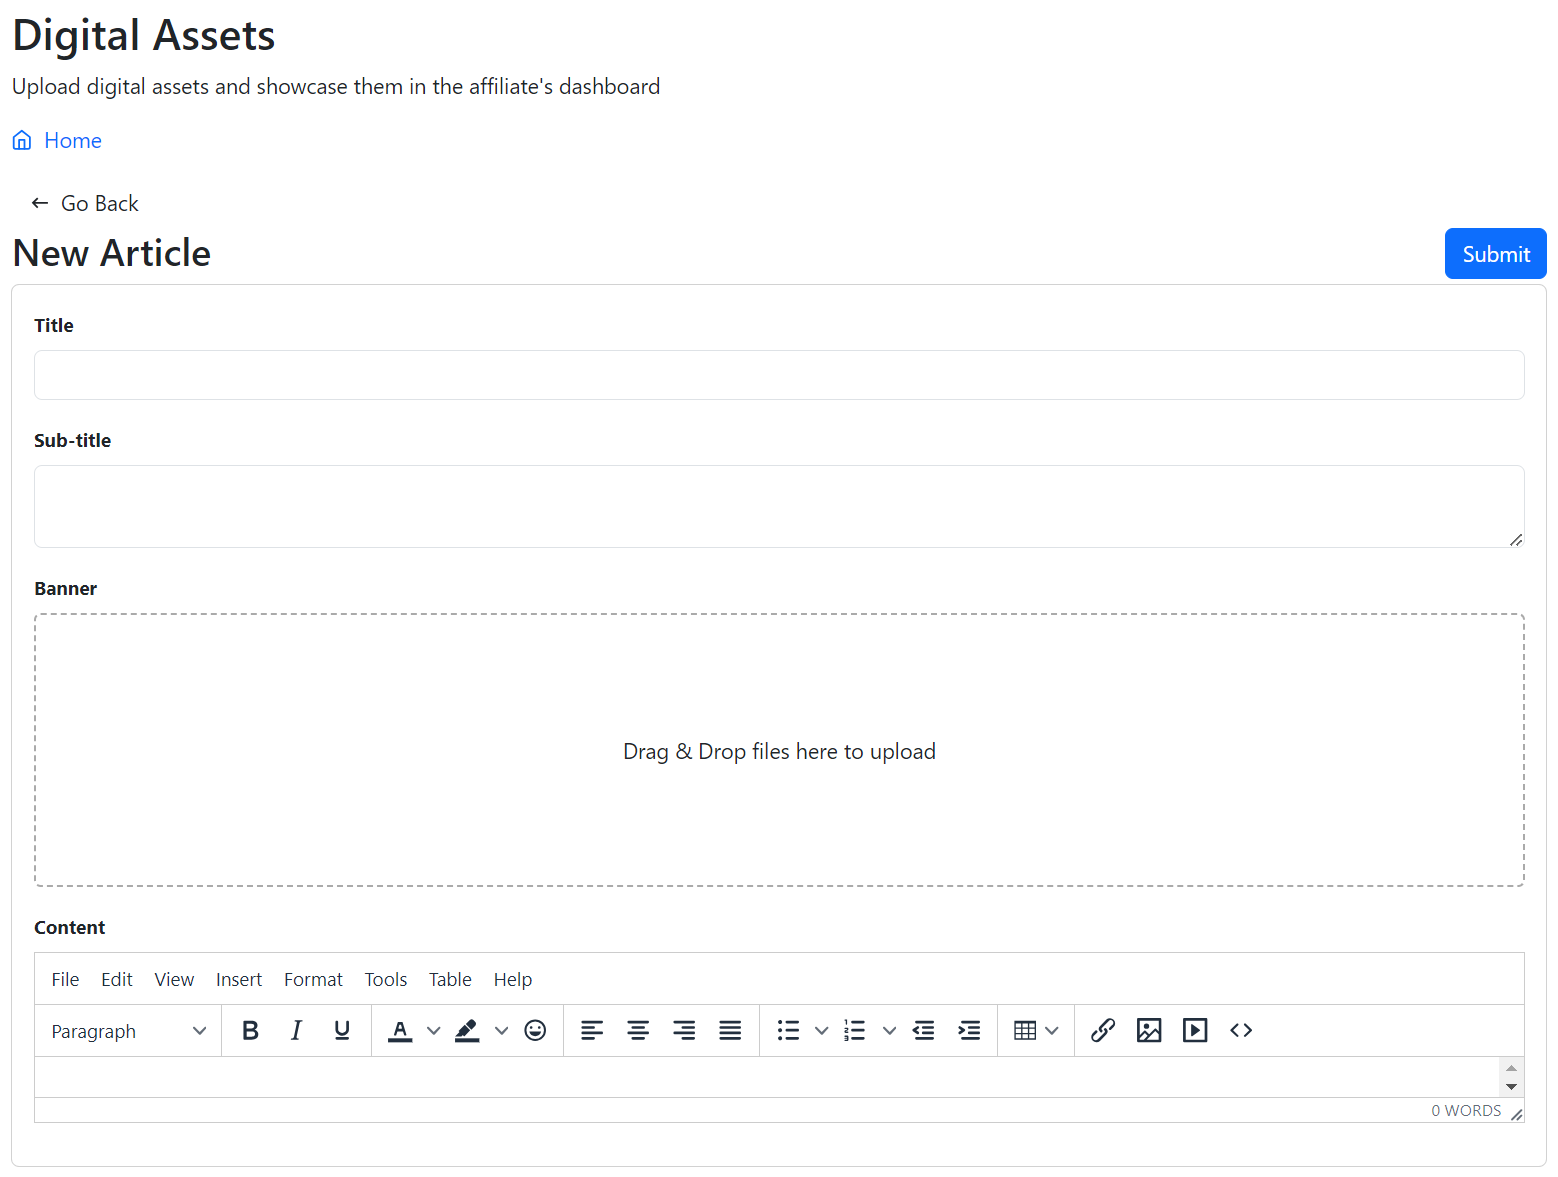 Digital Assets
Upload digital assets and showcase them in the affiliate's dashboard
Home
Go Back
New Article
Submit
Title
Sub-title
Banner
Drag & Drop files here to upload
Content
File Edit View Insert Format Tools Table Help
Paragraph B I U A
0 WORDS